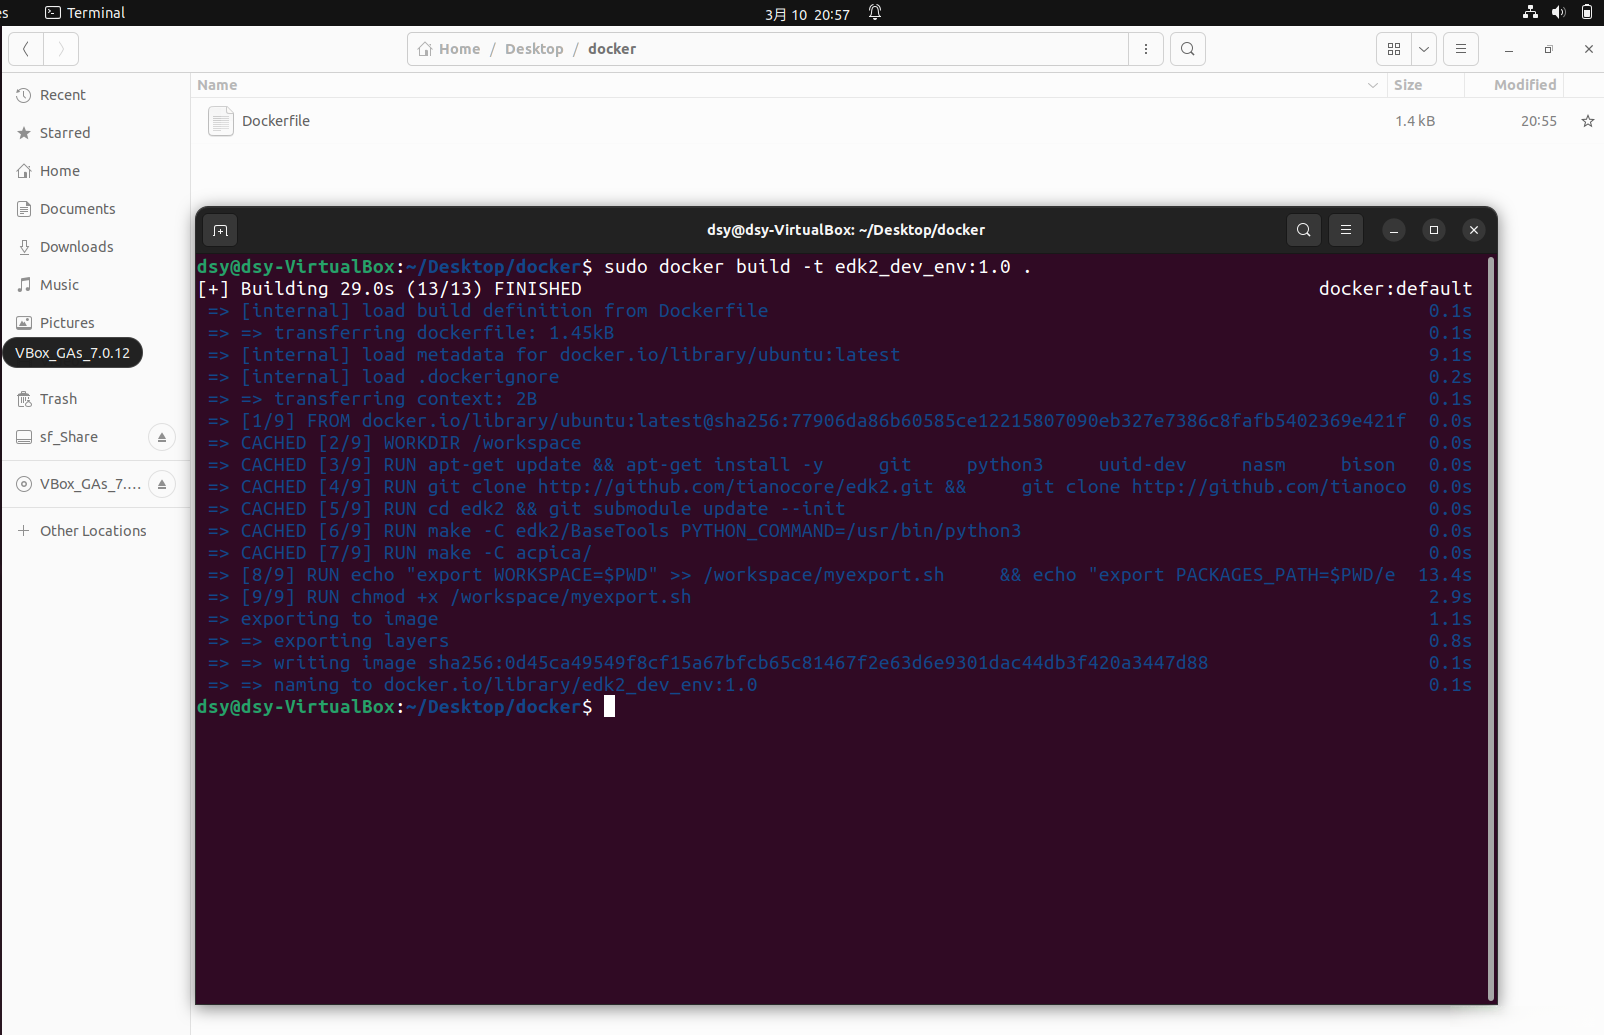 es
Terminal
3月 10 20:57
Home / Desktop / docker
Name
Size
Modified
Recent
Starred
Home
Documents
Downloads
Music
Pictures
VBox_GAs_7.0.12
Trash
sf_Share
VBox_GAs_7....
Other Locations
Dockerfile
1.4 kB
20:55
dsy@dsy-VirtualBox: ~/Desktop/docker
dsy@dsy-VirtualBox:~/Desktop/docker$ sudo docker build -t edk2_dev_env:1.0 .
[+] Building 29.0s (13/13) FINISHED docker:default
=> [internal] load build definition from Dockerfile 0.1s
=> => transferring dockerfile: 1.45kB 0.1s
=> [internal] load metadata for docker.io/library/ubuntu:latest 9.1s
=> [internal] load .dockerignore 0.2s
=> => transferring context: 2B 0.1s
=> [1/9] FROM docker.io/library/ubuntu:latest@sha256:77906da86b60585ce12215807090eb327e7386c8fafb5402369e421f 0.0s
=> CACHED [2/9] WORKDIR /workspace 0.0s
=> CACHED [3/9] RUN apt-get update && apt-get install -y git python3 uuid-dev nasm bison 0.0s
=> CACHED [4/9] RUN git clone http://github.com/tianocore/edk2.git && git clone http://github.com/tianoco 0.0s
=> CACHED [5/9] RUN cd edk2 && git submodule update --init 0.0s
=> CACHED [6/9] RUN make -C edk2/BaseTools PYTHON_COMMAND=/usr/bin/python3 0.0s
=> CACHED [7/9] RUN make -C acpica/ 0.0s
=> [8/9] RUN echo "export WORKSPACE=$PWD" >> /workspace/myexport.sh && echo "export PACKAGES_PATH=$PWD/e 13.4s
=> [9/9] RUN chmod +x /workspace/myexport.sh 2.9s
=> exporting to image 1.1s
=> => exporting layers 0.8s
=> => writing image sha256:0d45ca49549f8cf15a67bfcb65c81467f2e63d6e9301dac44db3f420a3447d88 0.1s
=> => naming to docker.io/library/edk2_dev_env:1.0 0.1s
dsy@dsy-VirtualBox:~/Desktop/docker$